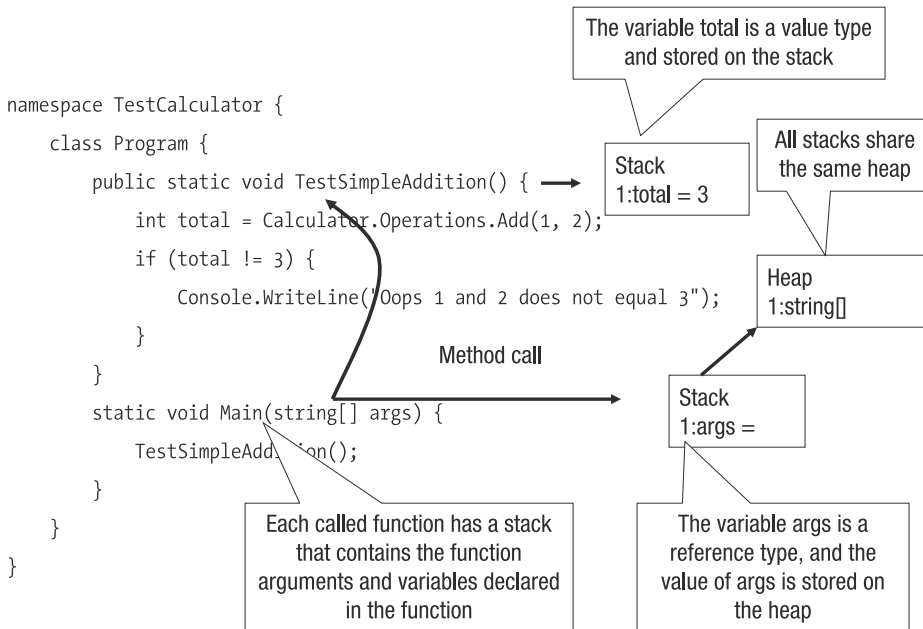 The variable total is a value type
and stored on the stack
namespace TestCalculator {
class Program {
public static void TestSimpleAddition() {
int total = Calculator.Operations.Add(1, 2);
if (total != 3) {
Console.WriteLine("Oops 1 and 2 does not equal 3");
}
}
static void Main(string[] args) {
TestSimpleAddition();
}
}
}
Stack
1:total = 3
All stacks share
the same heap
Heap
1:string[]
Method call
Stack
1:args =
Each called function has a stack
that contains the function
arguments and variables declared
in the function
The variable args is a
reference type, and the
value of args is stored on
the heap